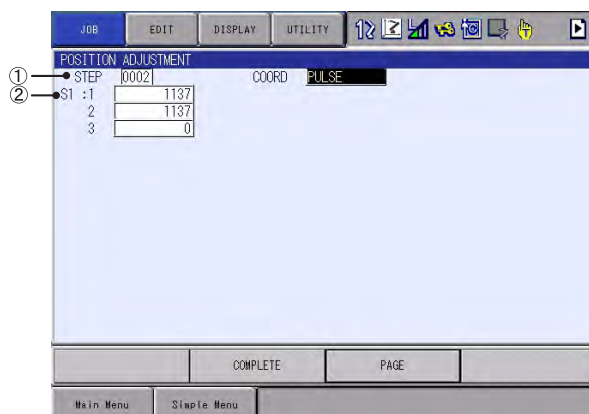 JOB EDIT DISPLAY UTILITY
POSITION ADJUSTMENT
① STEP 0002 COORD PULSE
② S1 :1 1137
2 1137
3 0
COMPLETE PAGE
Main Menu Simple Menu